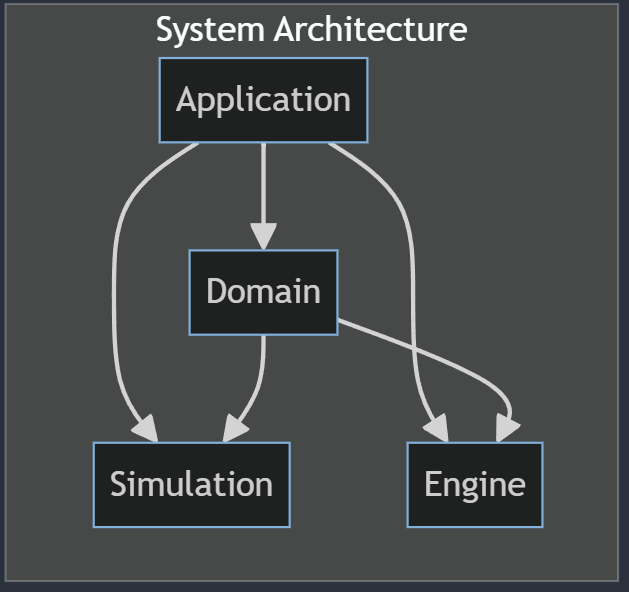 System Architecture
Application
Domain
Simulation
Engine